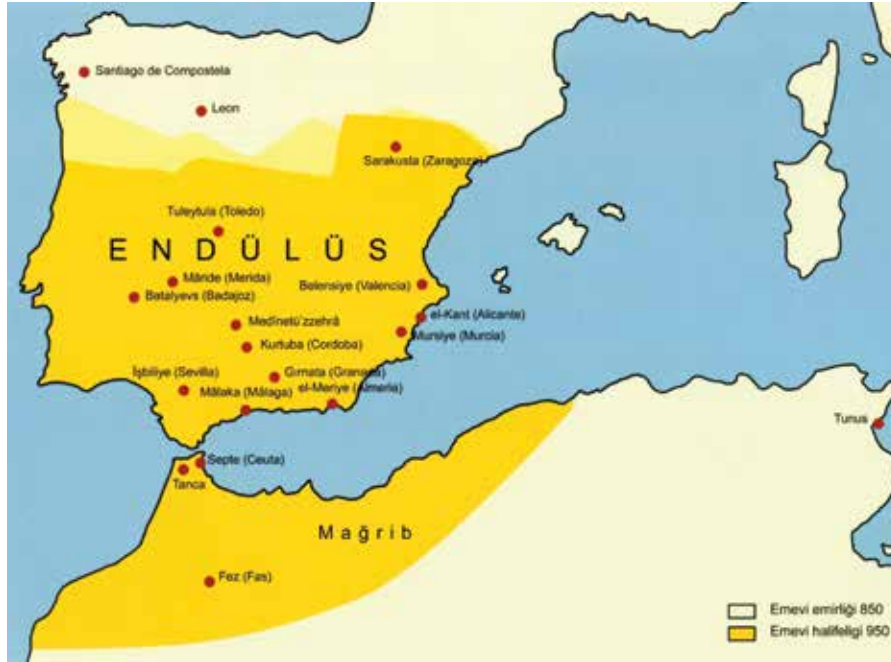 Santiago de Compostela
Leon
Sarakusta (Zaragoza)
Tuleytula (Toledo)
ENDÜLÜS
Mâride (Merida)
Batalyevs (Badajoz)
Belensiye (Valencia)
el-Kant (Alicante)
Medînetü'zzehrâ
Mursiye (Murcia)
Kurtuba (Cordoba)
İşbiliye (Sevilla)
Gırnata (Granada)
Mâlaka (Mâlaga)
el-Meriye (Almeria)
Tunus
Septe (Ceuta)
Tanca
Mağrib
Fez (Fas)
Emevi emirliği 850
Emevi halifeligi 950